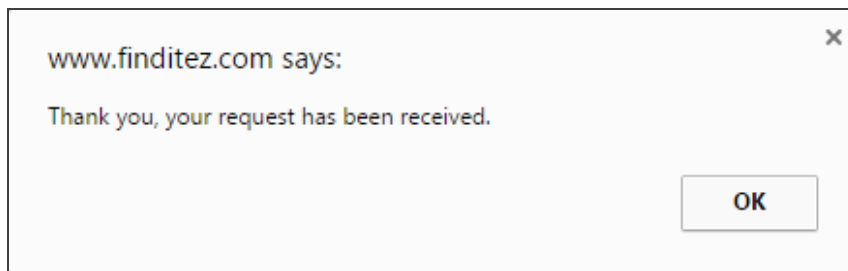 www.finditez.com says:
Thank you, your request has been received.
OK